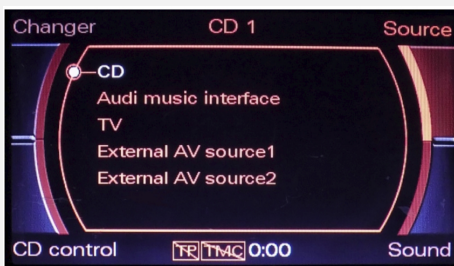 Changer CD 1 Source
CD
Audi music interface
TV
External AV source1
External AV source2
CD control TP TMC 0:00 Sound